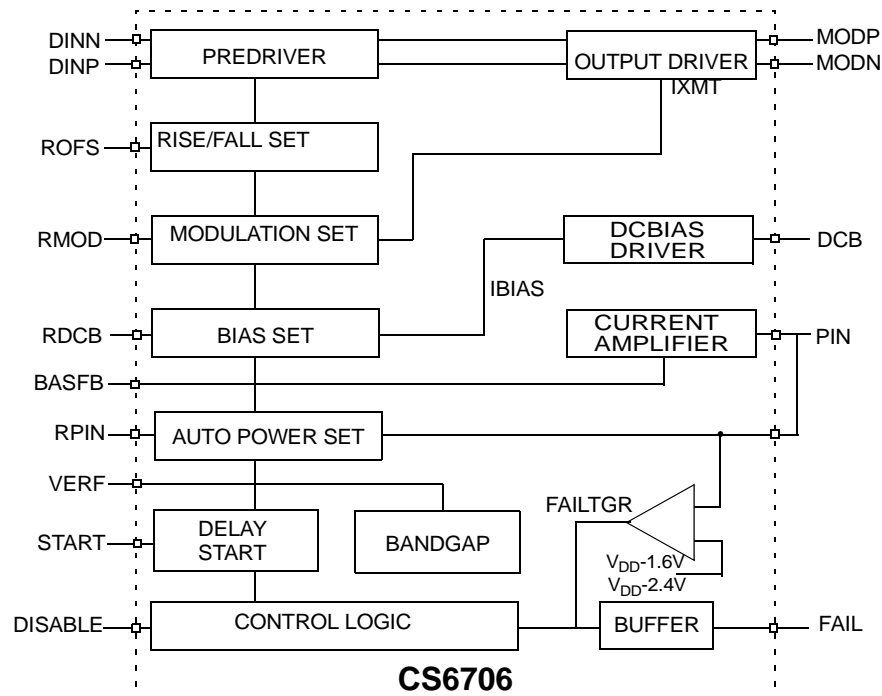 DINN
DINP
PREDRIVER
OUTPUT DRIVER
IXMT
MODP
MODN
ROFS
RISE/FALL SET
RMOD
MODULATION SET
DCBIAS
DRIVER
DCB
IBIAS
RDCB
BIAS SET
CURRENT
AMPLIFIER
PIN
BASFB
RPIN
AUTO POWER SET
VERF
FAILTGR
START
DELAY
START
BANDGAP
VDD-1.6V
VDD-2.4V
DISABLE
CONTROL LOGIC
BUFFER
FAIL
CS6706